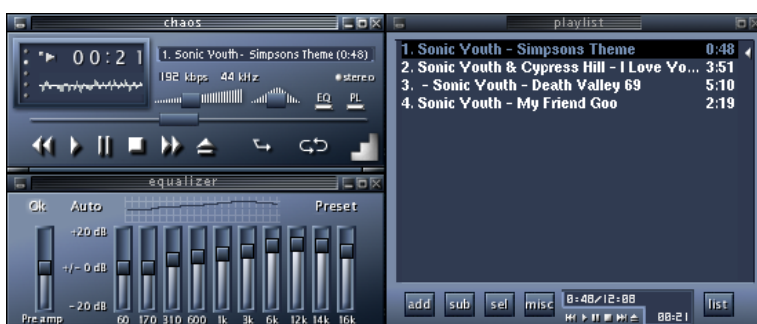 chaos
00:21
1. Sonic Youth - Simpsons Theme (0:48)
192 kbps 44 kHz stereo
EQ PL
equalizer
Ok Auto Preset
+20 dB
+/- 0 dB
-20 dB
Preamp 60 170 310 600 1k 3k 6k 12k 14k 16k
playlist
1. Sonic Youth - Simpsons Theme 0:48
2. Sonic Youth & Cypress Hill - I Love Yo... 3:51
3. - Sonic Youth - Death Valley 69 5:10
4. Sonic Youth - My Friend Goo 2:19
add sub sel misc 0:48/12:08 list
00:21